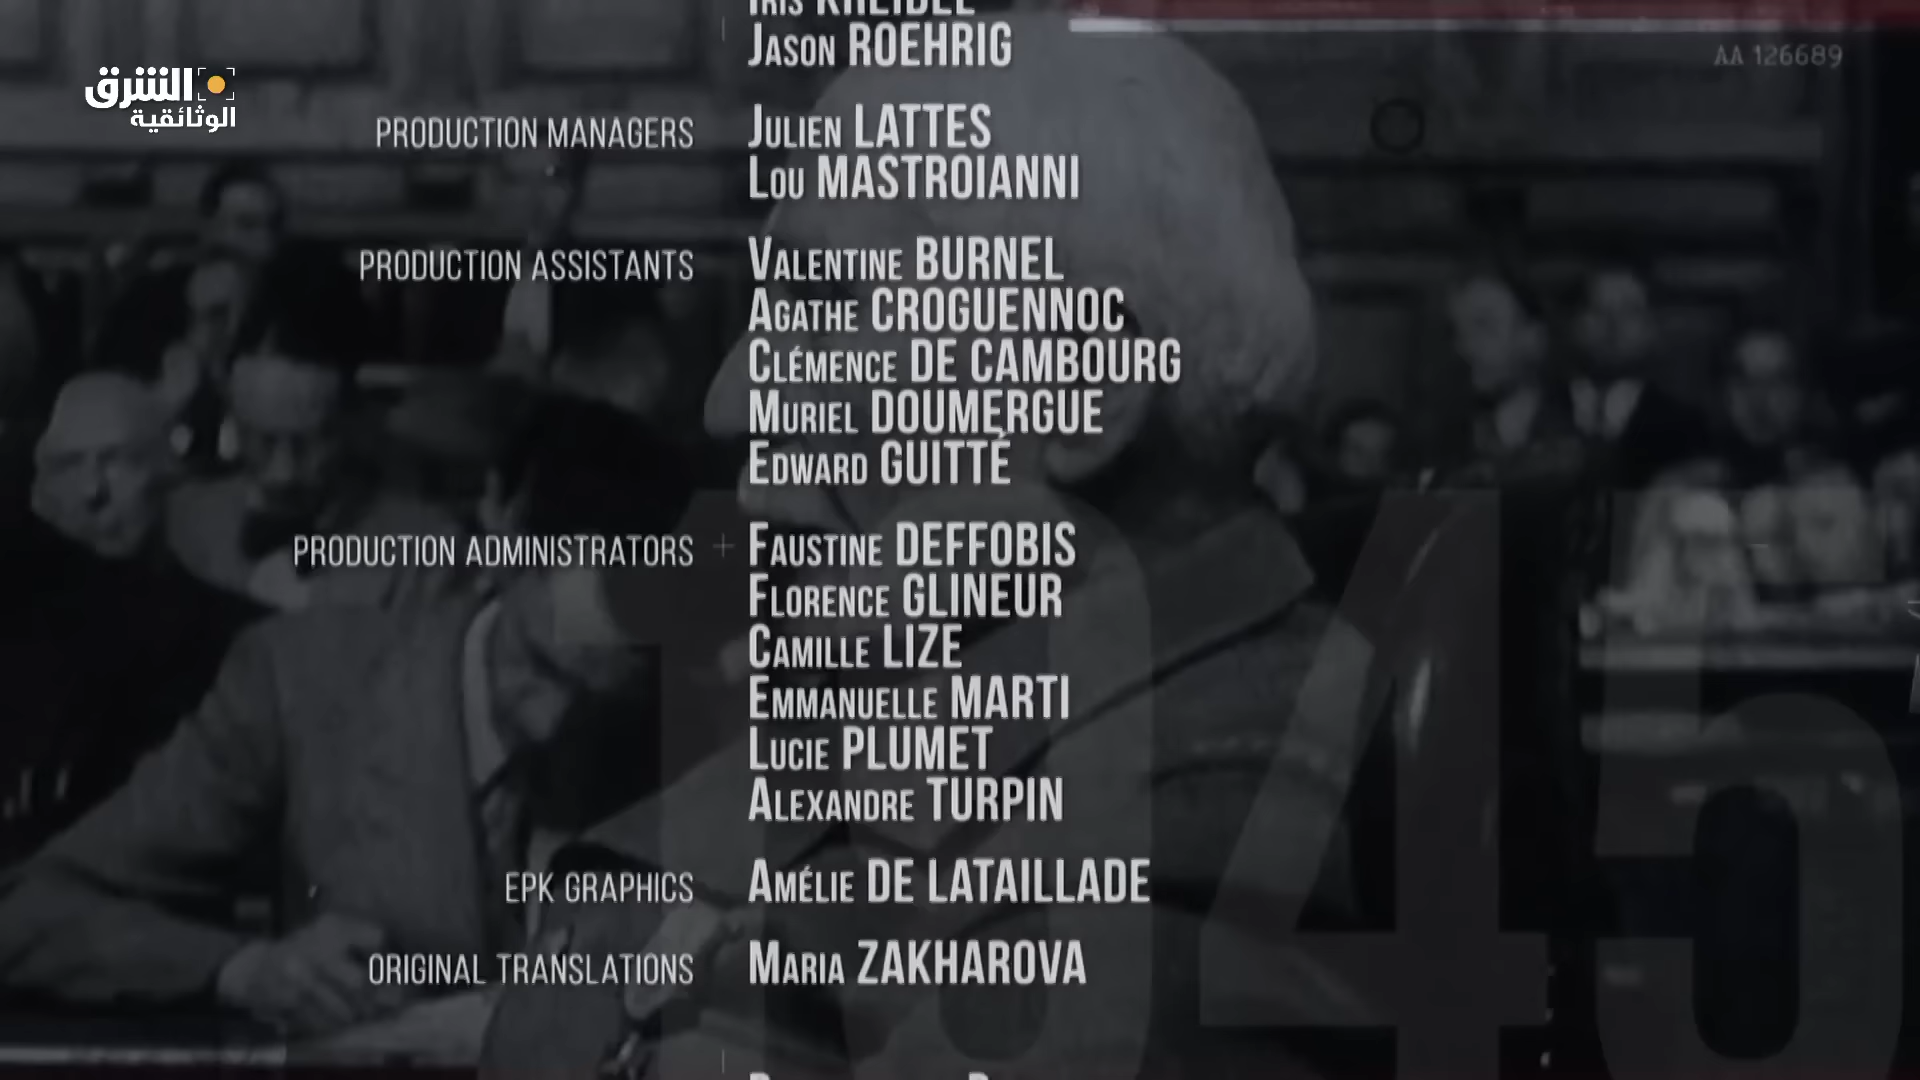 الشرق
الوثائقية
AA 126689
JASON ROEHRIG
PRODUCTION MANAGERS JULIEN LATTES
LOU MASTROIANNI
PRODUCTION ASSISTANTS VALENTINE BURNEL
AGATHE CROGUENNOC
CLÉMENCE DE CAMBOURG
MURIEL DOUMERGUE
EDWARD GUITTÉ
PRODUCTION ADMINISTRATORS FAUSTINE DEFFOBIS
FLORENCE GLINEUR
CAMILLE LIZE
EMMANUELLE MARTI
LUCIE PLUMET
ALEXANDRE TURPIN
EPK GRAPHICS AMÉLIE DE LATAILLADE
ORIGINAL TRANSLATIONS MARIA ZAKHAROVA
1945